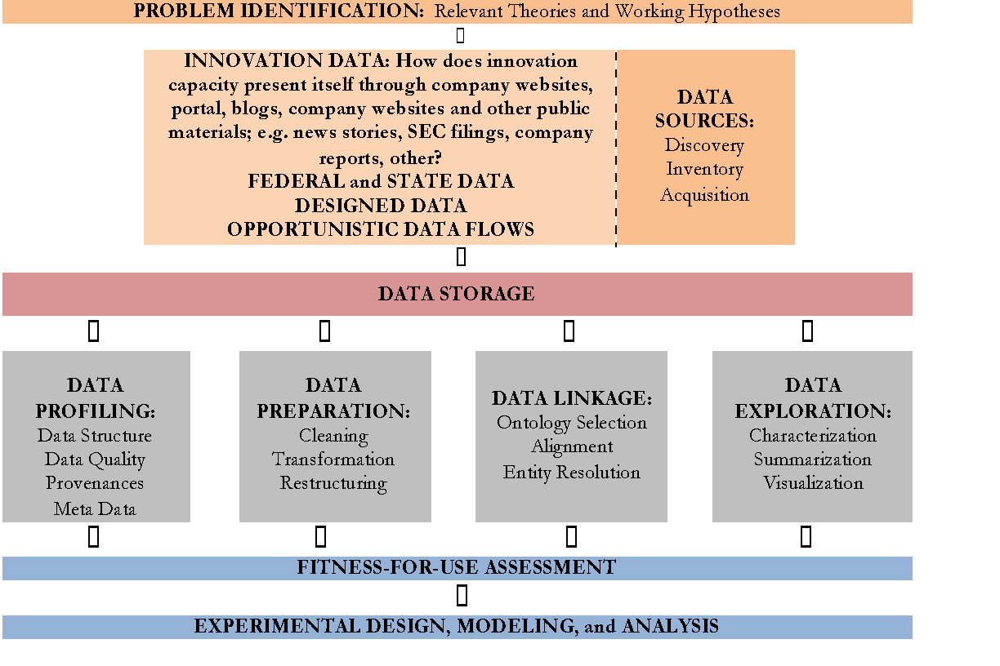 PROBLEM IDENTIFICATION: Relevant Theories and Working Hypotheses
INNOVATION DATA: How does innovation
capacity present itself through company websites,
portal, blogs, company websites and other public
materials; e.g. news stories, SEC filings, company
reports, other?
FEDERAL and STATE DATA
DESIGNED DATA
OPPORTUNISTIC DATA FLOWS
DATA
SOURCES:
Discovery
Inventory
Acquisition
DATA STORAGE
DATA
PROFILING:
Data Structure
Data Quality
Provenances
Meta Data
DATA
PREPARATION:
Cleaning
Transformation
Restructuring
DATA LINKAGE:
Ontology Selection
Alignment
Entity Resolution
DATA
EXPLORATION:
Characterization
Summarization
Visualization
FITNESS-FOR-USE ASSESSMENT
EXPERIMENTAL DESIGN, MODELING, and ANALYSIS